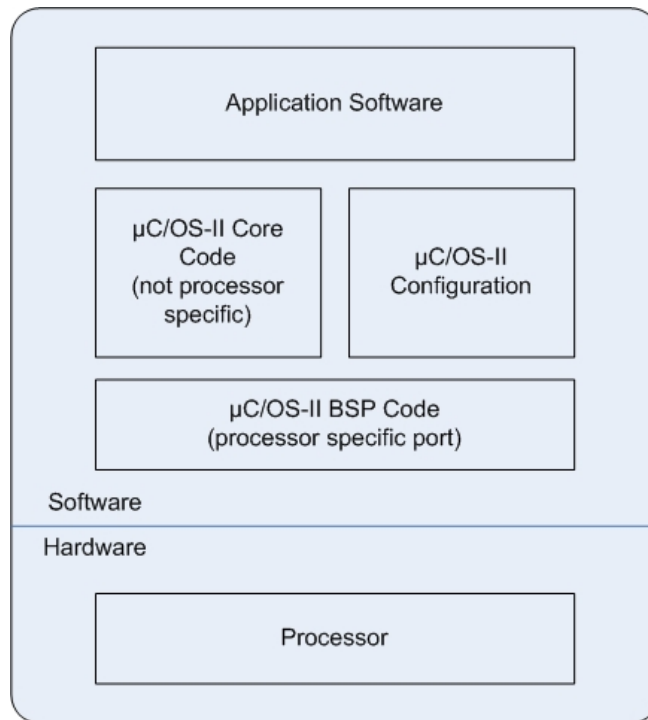 Application Software
µC/OS-II Core
Code
(not processor
specific)
µC/OS-II
Configuration
µC/OS-II BSP Code
(processor specific port)
Software
Hardware
Processor